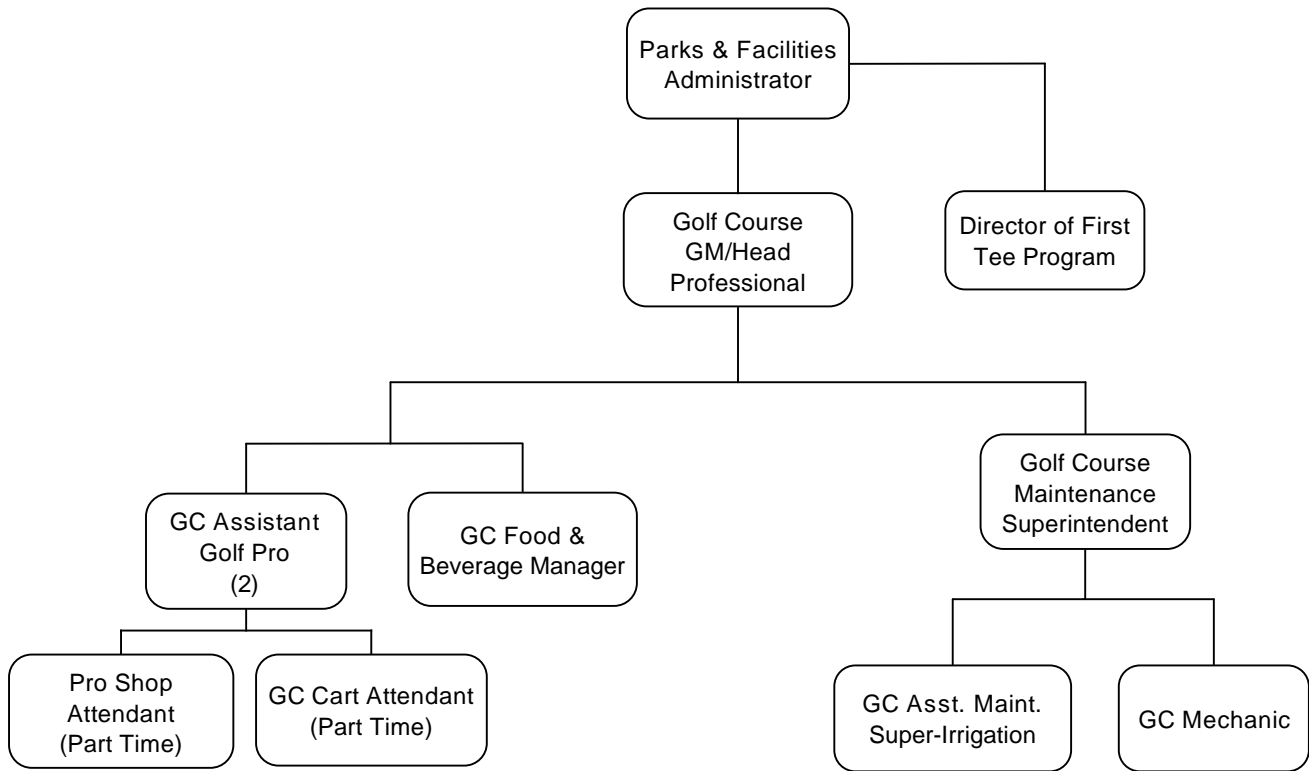 Parks & Facilities
Administrator
Golf Course
GM/Head
Professional
Director of First
Tee Program
GC Assistant
Golf Pro
(2)
GC Food &
Beverage Manager
Golf Course
Maintenance
Superintendent
Pro Shop
Attendant
(Part Time)
GC Cart Attendant
(Part Time)
GC Asst. Maint.
Super-Irrigation
GC Mechanic